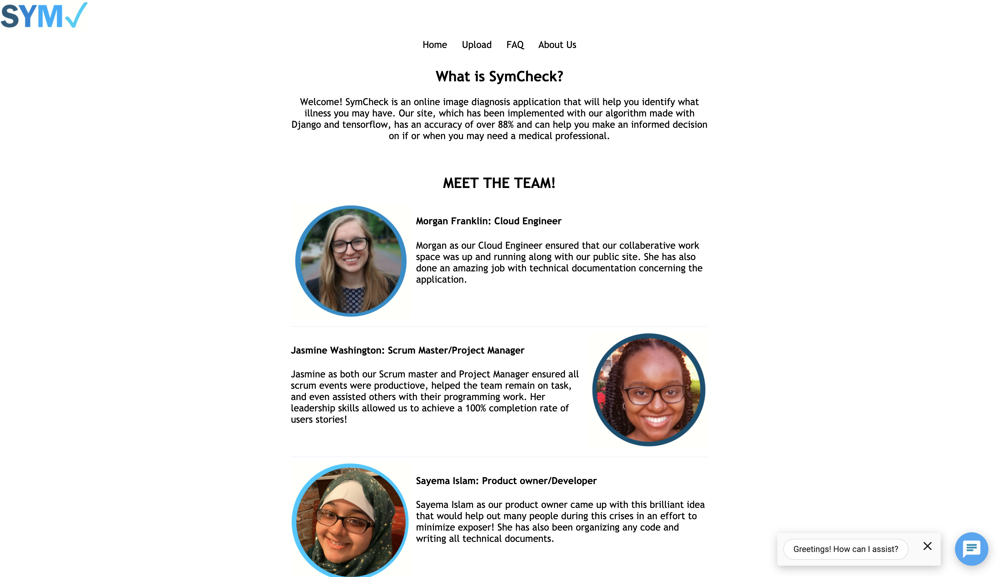 SYM✓
Home Upload FAQ About Us
What is SymCheck?
Welcome! SymCheck is an online image diagnosis application that will help you identify what
illness you may have. Our site, which has been implemented with our algorithm made with
Django and tensorflow, has an accuracy of over 88% and can help you make an informed decision
on if or when you may need a medical professional.
MEET THE TEAM!
Morgan Franklin: Cloud Engineer
Morgan as our Cloud Engineer ensured that our collaborative work
space was up and running along with our public site. She has also
done an amazing job with technical documentation concerning the
application.
Jasmine Washington: Scrum Master/Project Manager
Jasmine as both our Scrum master and Project Manager ensured all
scrum events were productiove, helped the team remain on task,
and even assisted others with their programming work. Her
leadership skills allowed us to achieve a 100% completion rate of
users stories!
Sayema Islam: Product owner/Developer
Sayema Islam as our product owner came up with this brilliant idea
that would help out many people during this crises in an effort to
minimize exposer! She has also been organizing any code and
writing all technical documents.
Greetings! How can I assist?